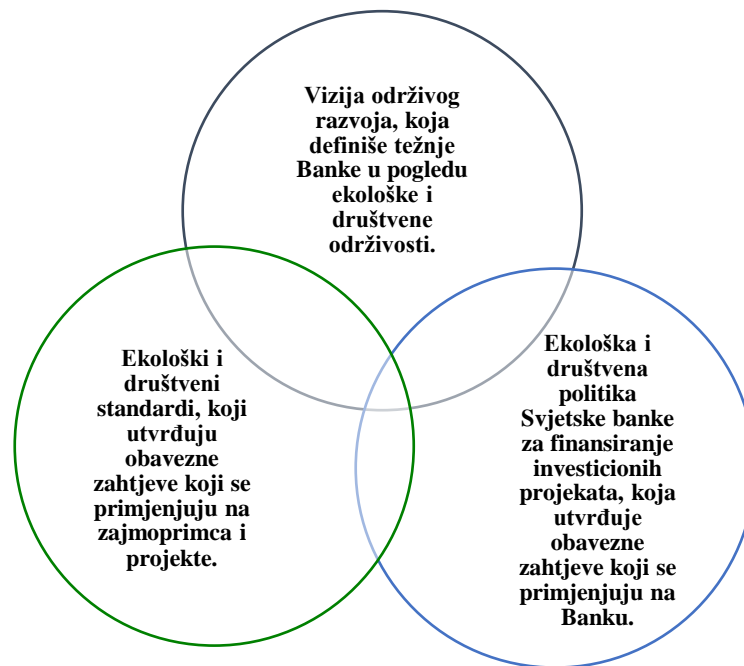 Vizija održivog
razvoja, koja
definiše težnje
Banke u pogledu
ekološke i
društvene
održivosti.
Ekološki i
društveni
standardi, koji
utvrđuju
obavezne
zahtjeve koji se
primjenjuju na
zajmoprimca i
projekte.
Ekološka i
društvena
politika
Svjetske banke
za finansiranje
investicionih
projekata, koja
utvrđuje
obavezne
zahtjeve koji se
primjenjuju na
Banku.